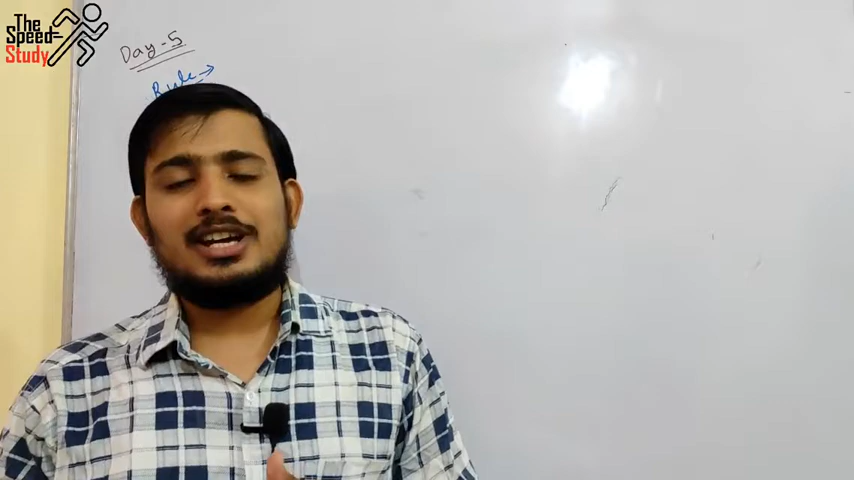 The
Speed
Study
Day-5
Rule →